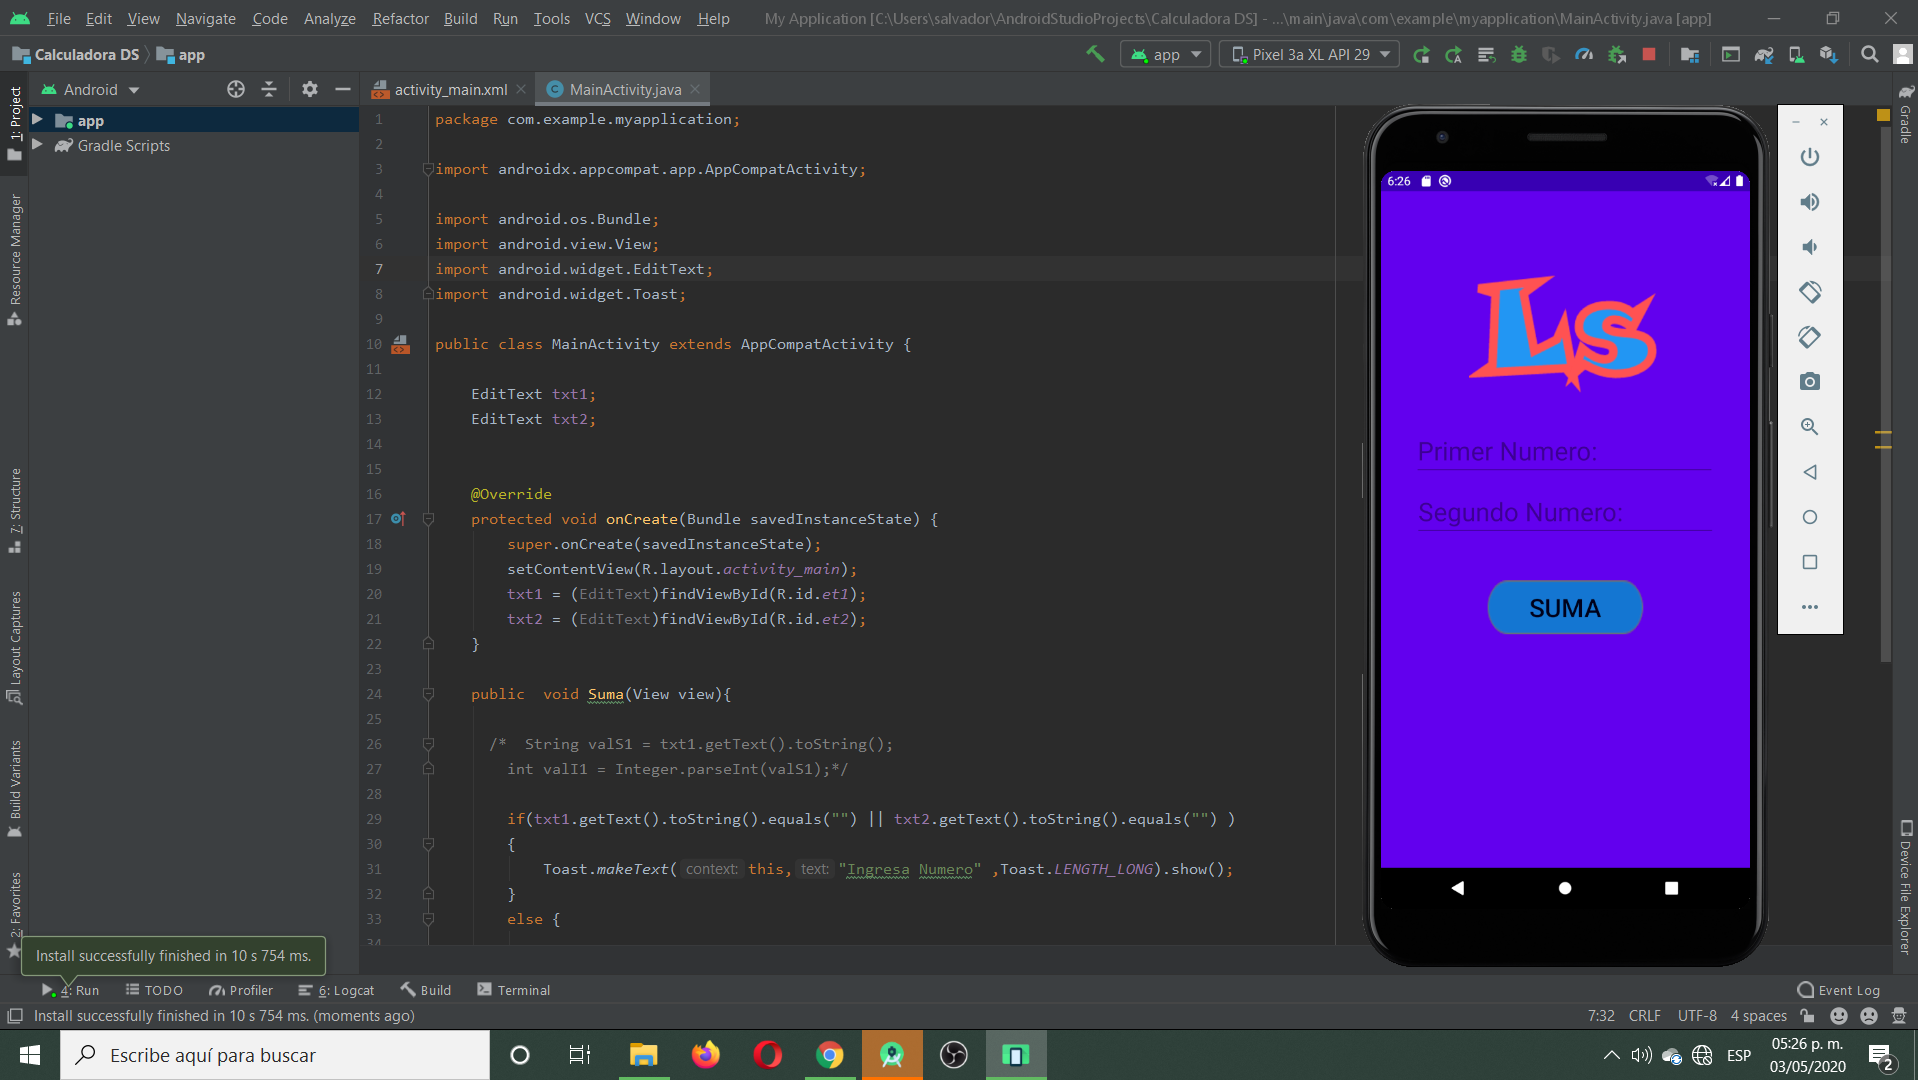 File Edit View Navigate Code Analyze Refactor Build Run Tools VCS Window Help My Application [C:\Users\salvador\AndroidStudioProjects\Calculadora DS] - ...\main\java\com\example\myapplication\MainActivity.java [app]
Calculadora DS app
app Pixel 3a XL API 29
Android
app
Gradle Scripts
1: Project
Resource Manager
7: Structure
Layout Captures
Build Variants
2: Favorites
activity_main.xml MainActivity.java
1 package com.example.myapplication;
2
3 import androidx.appcompat.app.AppCompatActivity;
4
5 import android.os.Bundle;
6 import android.view.View;
7 import android.widget.EditText;
8 import android.widget.Toast;
9
10 public class MainActivity extends AppCompatActivity {
11
12 EditText txt1;
13 EditText txt2;
14
15
16 @Override
17 protected void onCreate(Bundle savedInstanceState) {
18 super.onCreate(savedInstanceState);
19 setContentView(R.layout.activity_main);
20 txt1 = (EditText)findViewById(R.id.et1);
21 txt2 = (EditText)findViewById(R.id.et2);
22 }
23
24 public  void Suma(View view){
25
26 /*  String valS1 = txt1.getText().toString();
27 int valI1 = Integer.parseInt(valS1);*/
28
29 if(txt1.getText().toString().equals("") || txt2.getText().toString().equals("") )
30 {
31 Toast.makeText( context: this, text: "Ingresa Numero" ,Toast.LENGTH_LONG).show();
32 }
33 else {
34
6:26
Ls
Primer Numero:
Segundo Numero:
SUMA
Gradle
Device File Explorer
Install successfully finished in 10 s 754 ms.
4: Run TODO Profiler 6: Logcat Build Terminal Event Log
Install successfully finished in 10 s 754 ms. (moments ago) 7:32 CRLF UTF-8 4 spaces
Escribe aquí para buscar
ESP
05:26 p. m.
03/05/2020
2